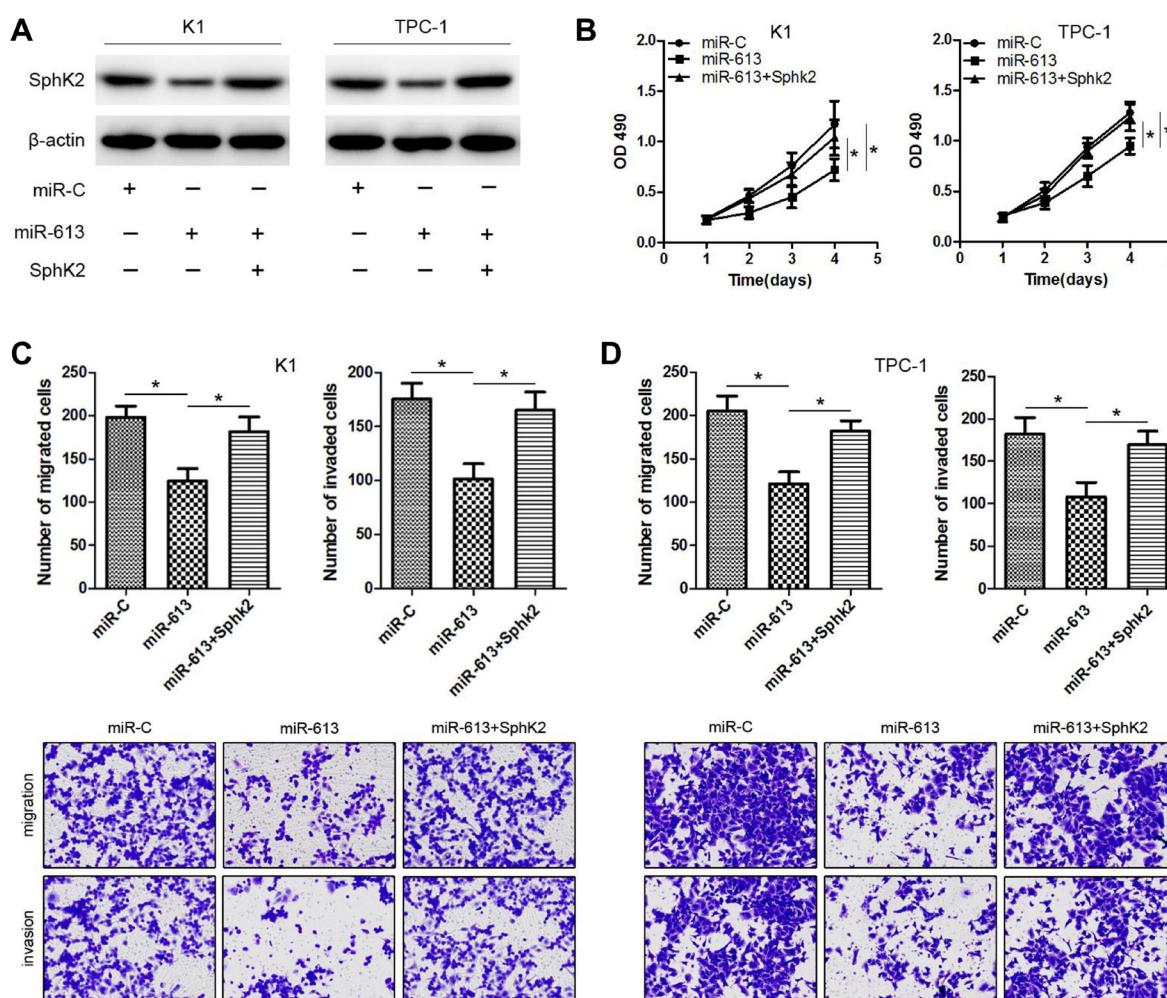 A
K1
TPC-1
SphK2
β-actin
miR-C + – – + – –
miR-613 – + + – + +
SphK2 – – + – – +
B
K1
miR-C
miR-613
miR-613+Sphk2
OD 490
2.0
1.5
1.0
0.5
0.0
0 1 2 3 4 5
Time(days)
* *
TPC-1
miR-C
miR-613
miR-613+Sphk2
OD 490
2.0
1.5
1.0
0.5
0.0
0 1 2 3 4
Time(days)
*
C
K1
Number of migrated cells
250
200
150
100
50
0
* *
miR-C
miR-613
miR-613+Sphk2
Number of invaded cells
200
150
100
50
0
* *
miR-C
miR-613
miR-613+Sphk2
miR-C miR-613 miR-613+SphK2
migration
invasion
D
TPC-1
Number of migrated cells
250
200
150
100
50
0
* *
miR-C
miR-613
miR-613+Sphk2
Number of invaded cells
250
200
150
100
50
0
* *
miR-C
miR-613
miR-613+Sphk2
miR-C miR-613 miR-613+SphK2